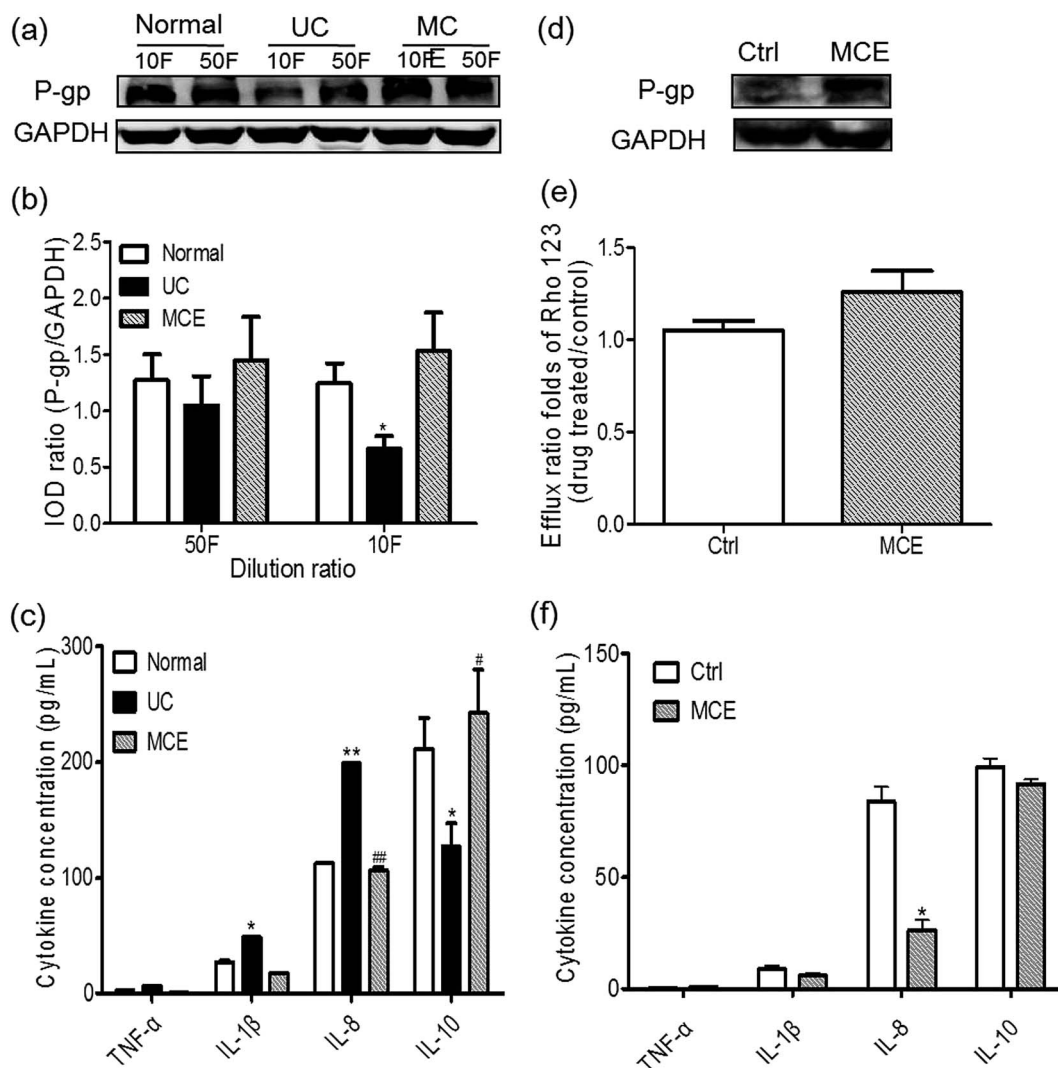 (a)
Normal UC MC
10F 50F 10F 50F 10F E 50F
P-gp
GAPDH
(d)
Ctrl MCE
P-gp
GAPDH
(b)
IOD ratio (P-gp/GAPDH)
2.5
2.0
1.5
1.0
0.5
0.0
Normal
UC
MCE
*
50F 10F
Dilution ratio
(e)
Efflux ratio folds of Rho 123
(drug treated/control)
1.5
1.0
0.5
0.0
Ctrl MCE
(c)
Cytokine concentration (pg/mL)
300
200
100
0
Normal
UC
MCE
* ** ## * #
TNF-α IL-1β IL-8 IL-10
(f)
Cytokine concentration (pg/mL)
150
100
50
0
Ctrl
MCE
*
TNF-α IL-1β IL-8 IL-10